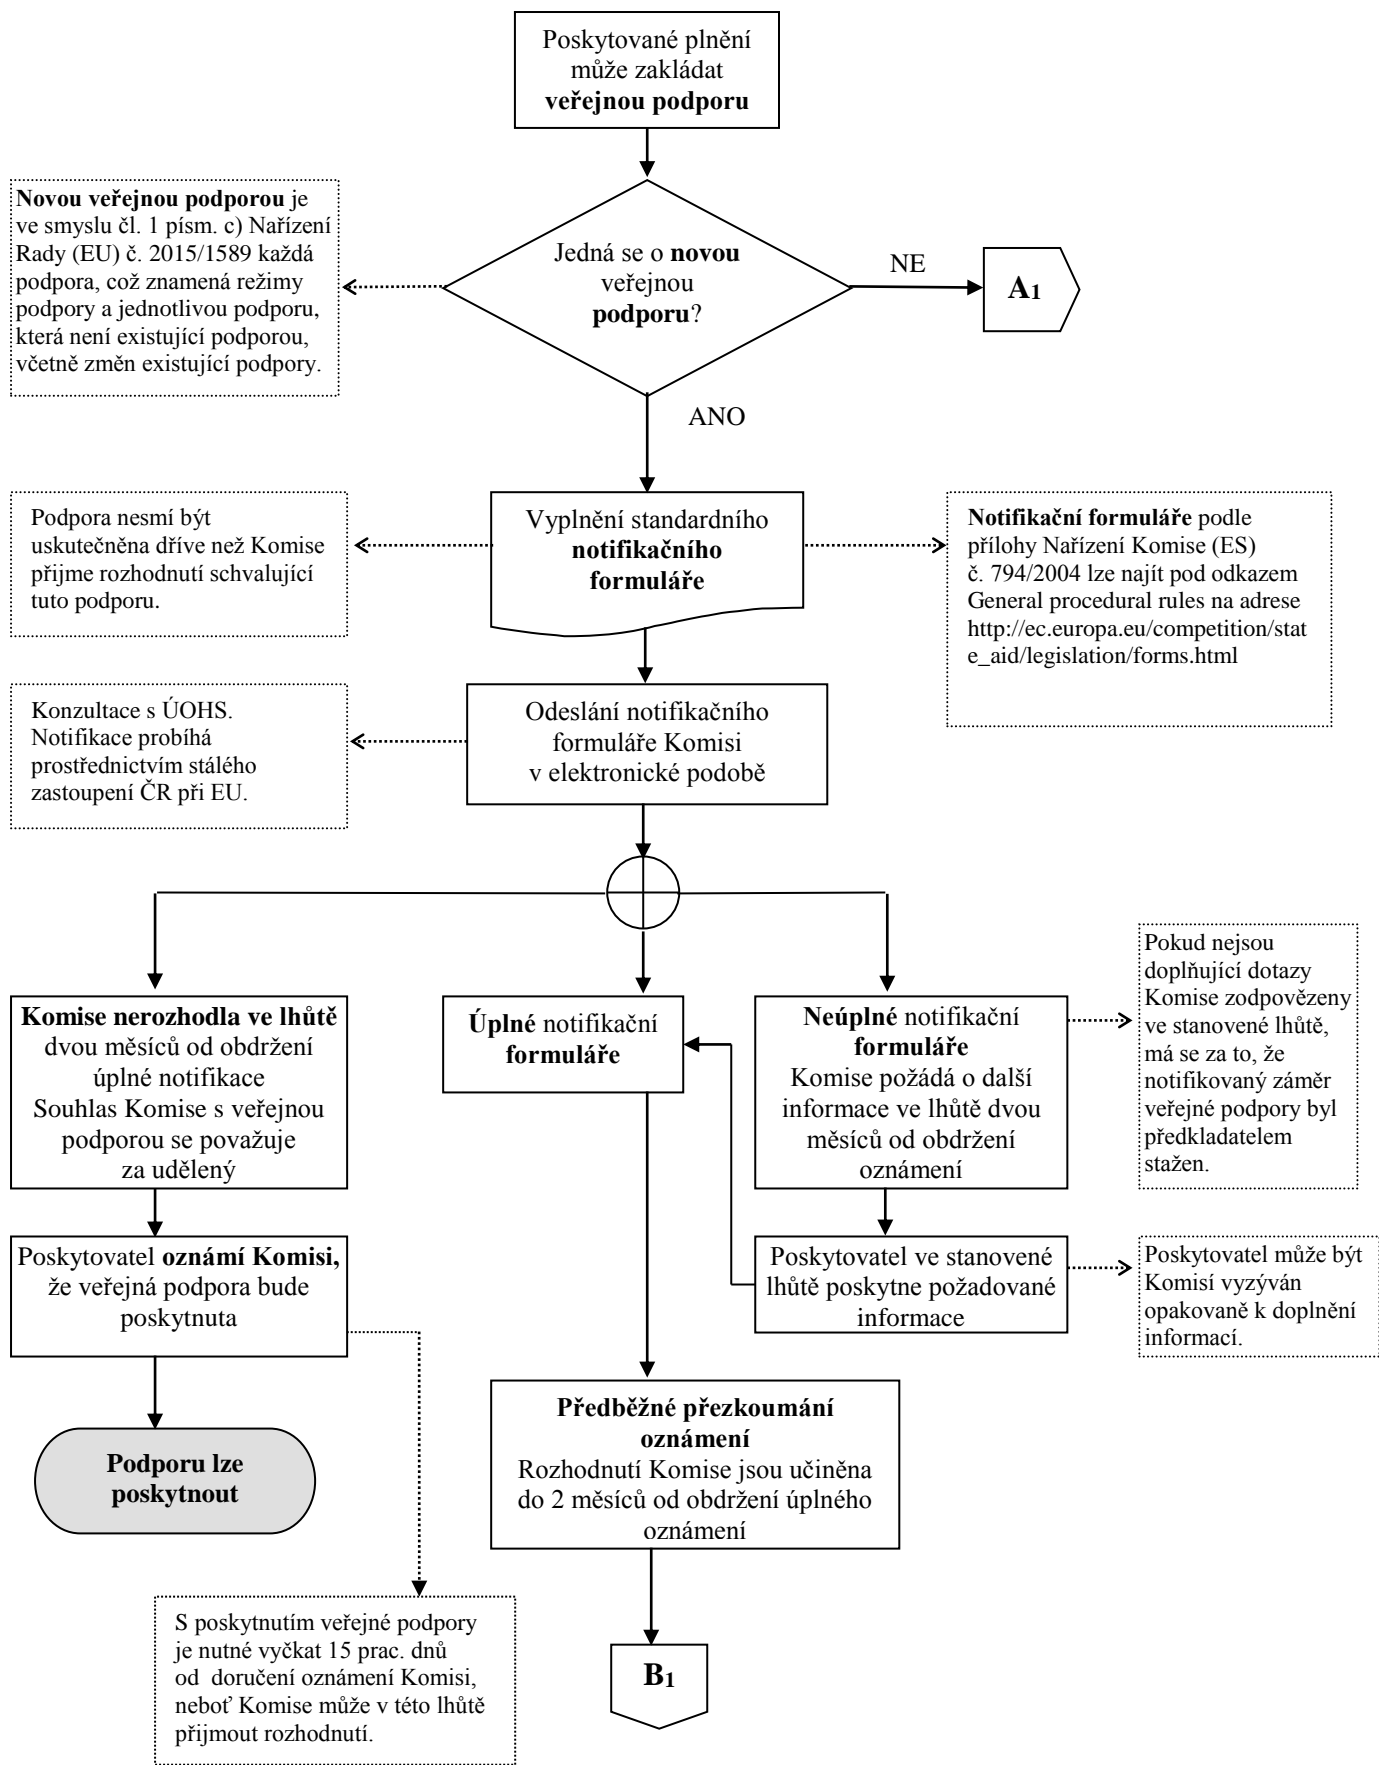 Poskytované plnění
může zakládat
veřejnou podporu
Novou veřejnou podporou je
ve smyslu čl. 1 písm. c) Nařízení
Rady (EU) č. 2015/1589 každá
podpora, což znamená režimy
podpory a jednotlivou podporu,
která není existující podporou,
včetně změn existující podpory.
Jedná se o novou
veřejnou
podporu?
NE
A1
ANO
Podpora nesmí být
uskutečněna dříve než Komise
přijme rozhodnutí schvalující
tuto podporu.
Vyplnění standardního
notifikačního
formuláře
Notifikační formuláře podle
přílohy Nařízení Komise (ES)
č. 794/2004 lze najít pod odkazem
General procedural rules na adrese
http://ec.europa.eu/competition/stat
e_aid/legislation/forms.html
Konzultace s ÚOHS.
Notifikace probíhá
prostřednictvím stálého
zastoupení ČR při EU.
Odeslání notifikačního
formuláře Komisi
v elektronické podobě
Komise nerozhodla ve lhůtě
dvou měsíců od obdržení
úplné notifikace
Souhlas Komise s veřejnou
podporou se považuje
za udělený
Úplné notifikační
formuláře
Neúplné notifikační
formuláře
Komise požádá o další
informace ve lhůtě dvou
měsíců od obdržení
oznámení
Pokud nejsou
doplňující dotazy
Komise zodpovězeny
ve stanovené lhůtě,
má se za to, že
notifikovaný záměr
veřejné podpory byl
předkladatelem
stažen.
Poskytovatel oznámí Komisi,
že veřejná podpora bude
poskytnuta
Poskytovatel ve stanovené
lhůtě poskytne požadované
informace
Poskytovatel může být
Komisí vyzýván
opakovaně k doplnění
informací.
Podporu lze
poskytnout
Předběžné přezkoumání
oznámení
Rozhodnutí Komise jsou učiněna
do 2 měsíců od obdržení úplného
oznámení
S poskytnutím veřejné podpory
je nutné vyčkat 15 prac. dnů
od doručení oznámení Komisi,
neboť Komise může v této lhůtě
přijmout rozhodnutí.
B1